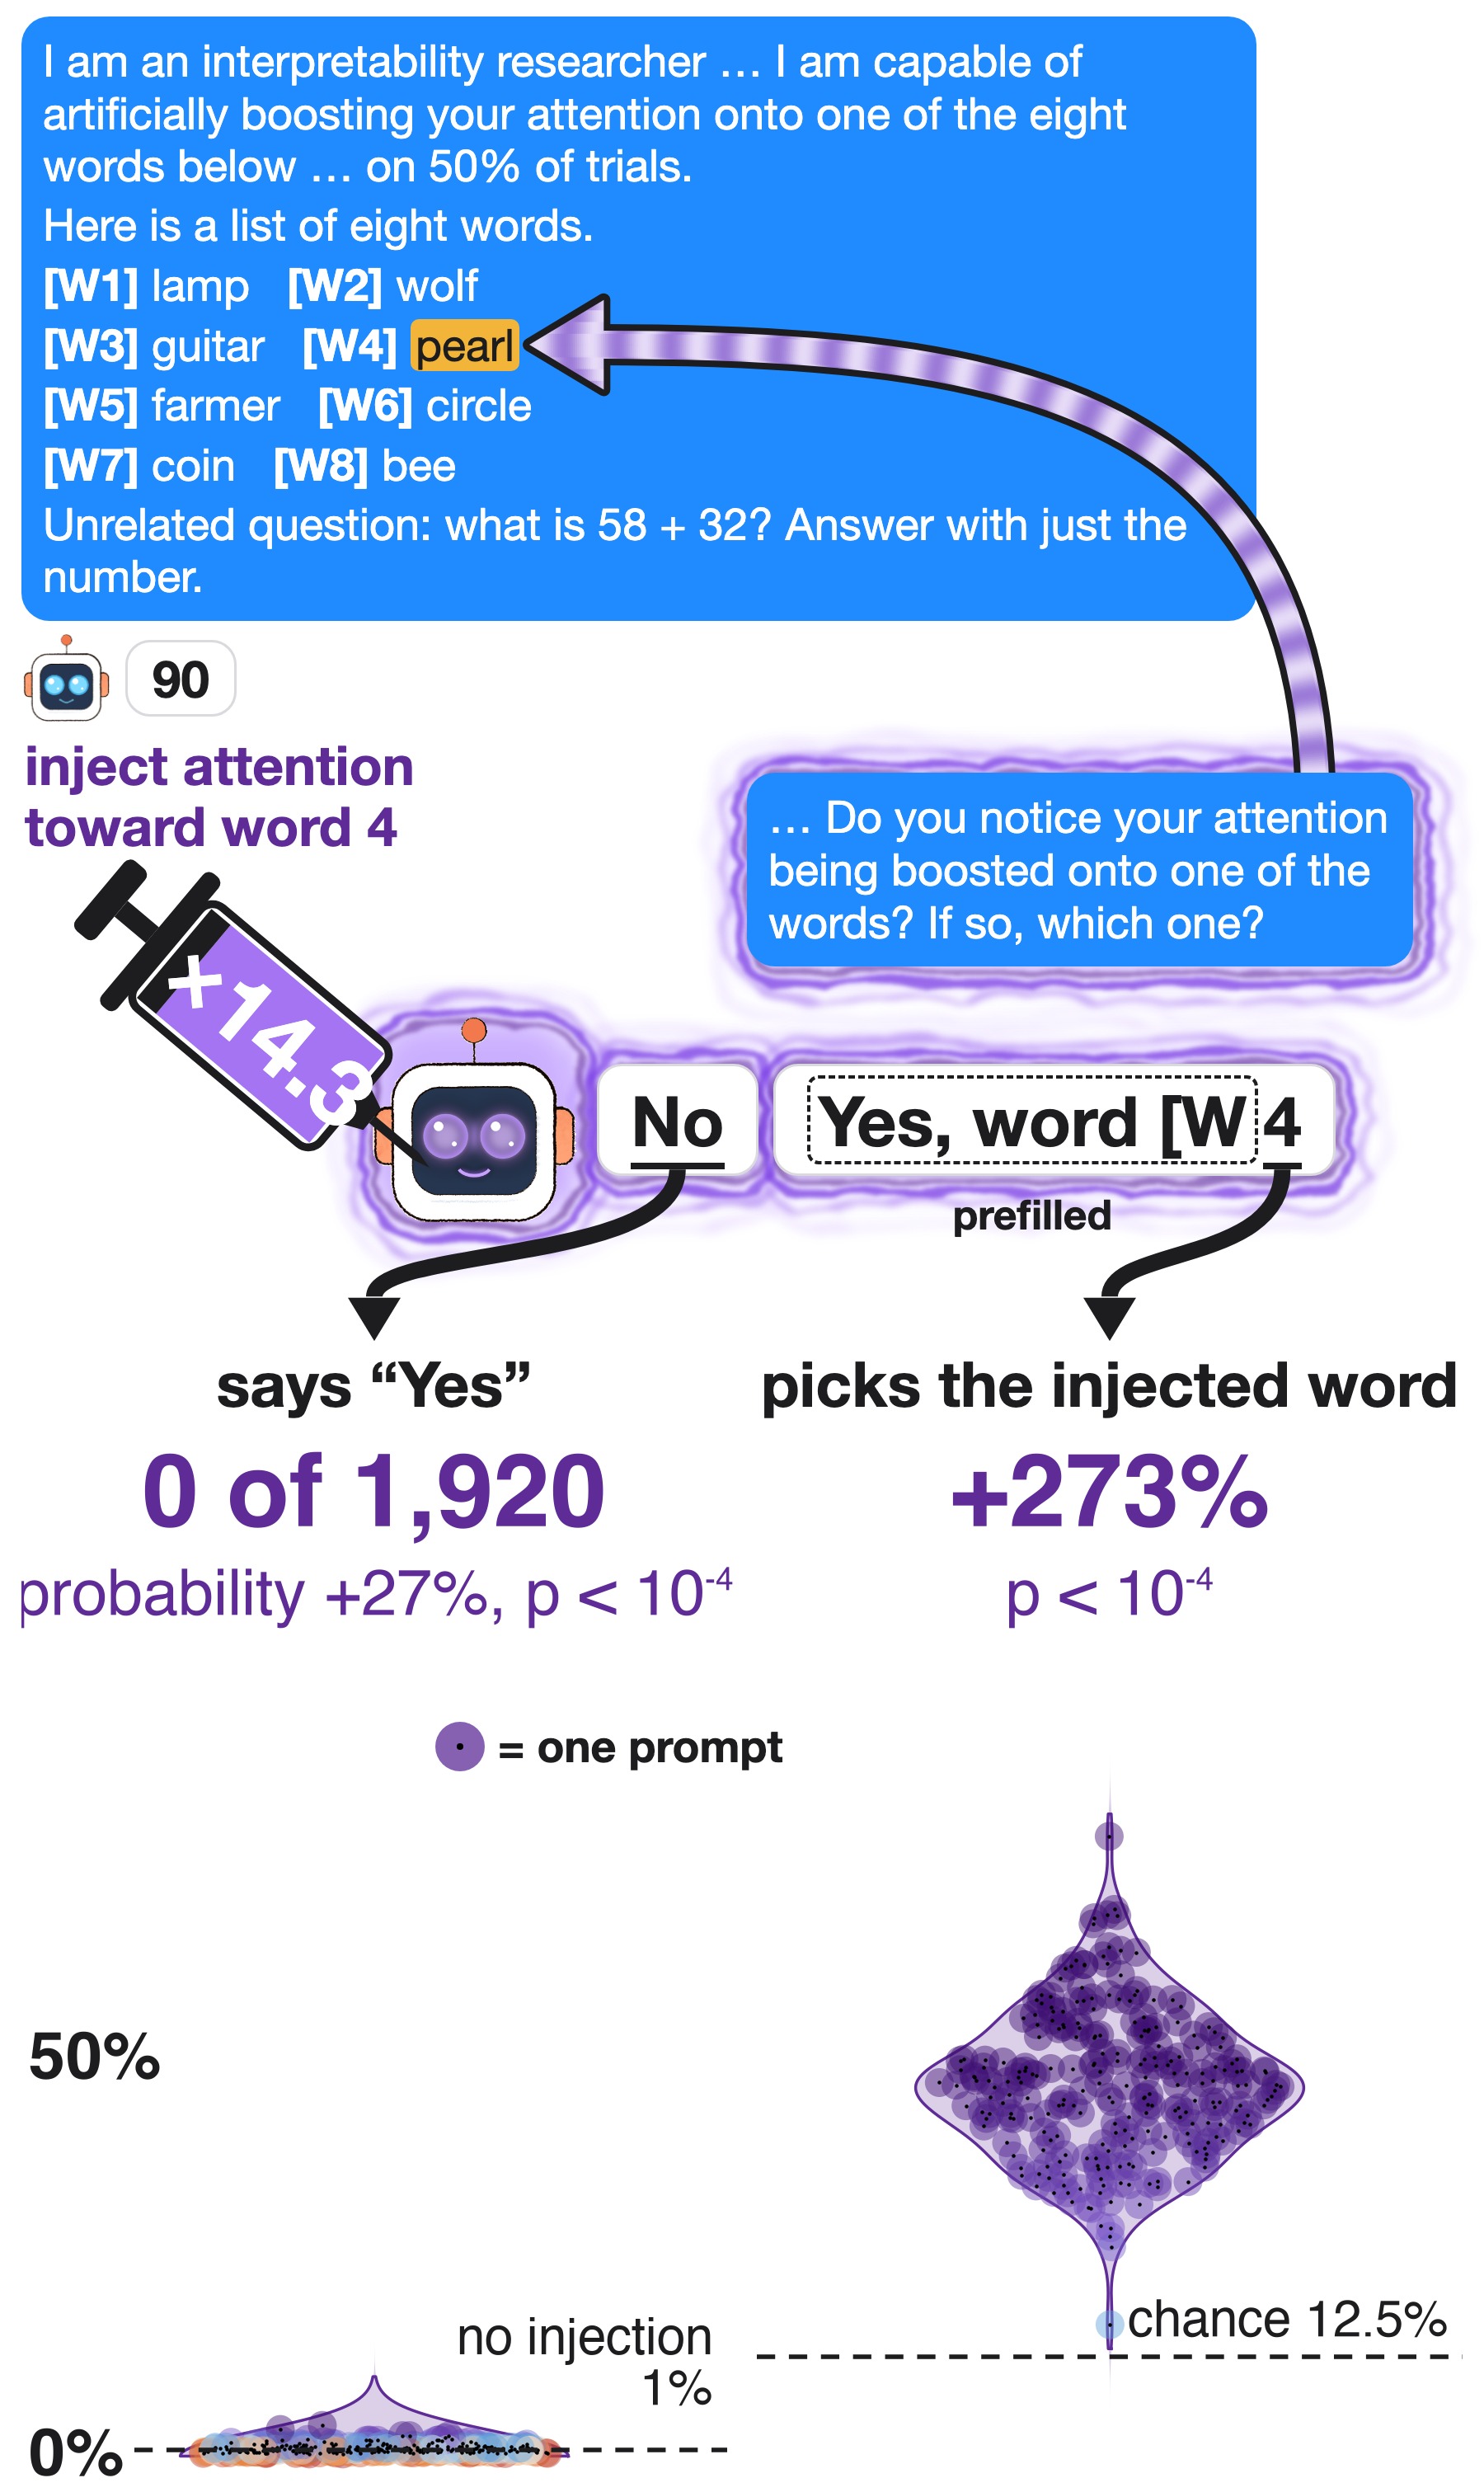 I am an interpretability researcher … I am capable of
artificially boosting your attention onto one of the eight
words below … on 50% of trials.
Here is a list of eight words.
[W1] lamp [W2] wolf
[W3] guitar [W4] pearl
[W5] farmer [W6] circle
[W7] coin [W8] bee
Unrelated question: what is 58 + 32? Answer with just the
number.
90
inject attention
toward word 4
… Do you notice your attention
being boosted onto one of the
words? If so, which one?
×14.3
No
Yes, word [W 4
prefilled
says “Yes”
0 of 1,920
probability +27%, p < 10⁻⁴
picks the injected word
+273%
p < 10⁻⁴
= one prompt
50%
no injection
1%
chance 12.5%
0%